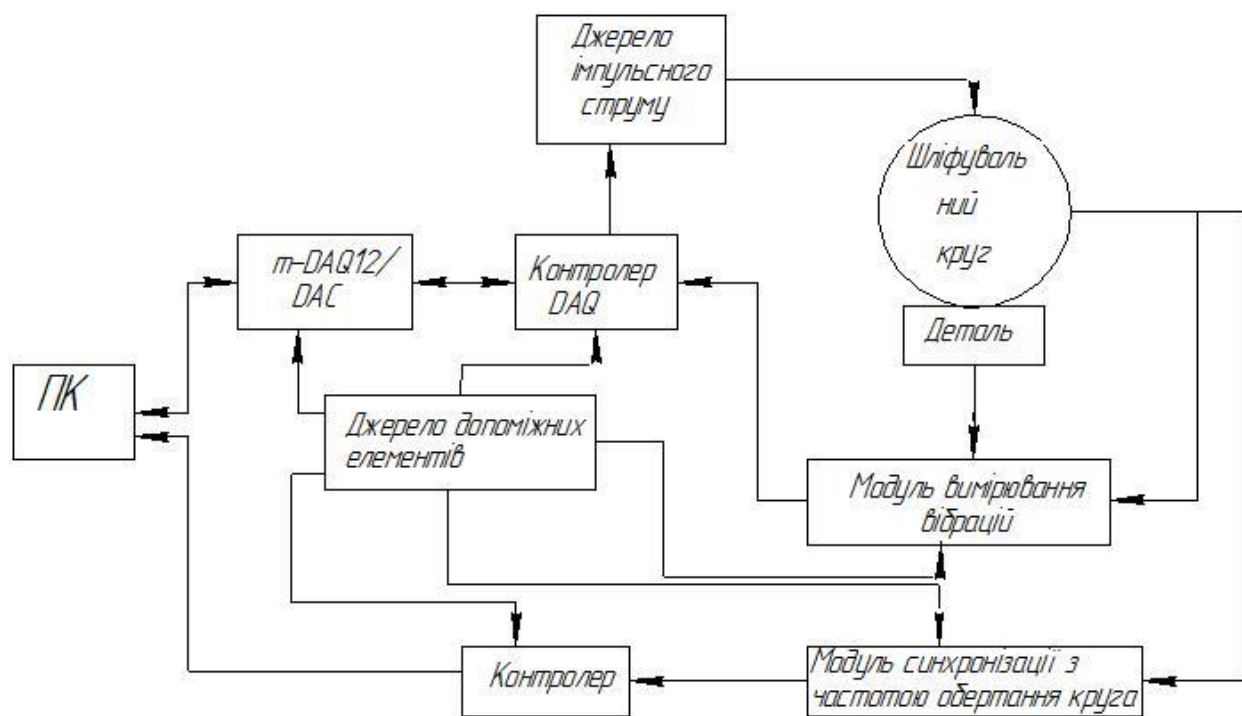 Джерело
імпульсного
струму
Шліфуваль
ний
круг
m-DAQ12/
DAC
Контролер
DAQ
Деталь
ПК
Джерело допоміжних
елементів
Модуль вимірювання
вібрацій
Контролер
Модуль синхронізації з
частотою обертання круга